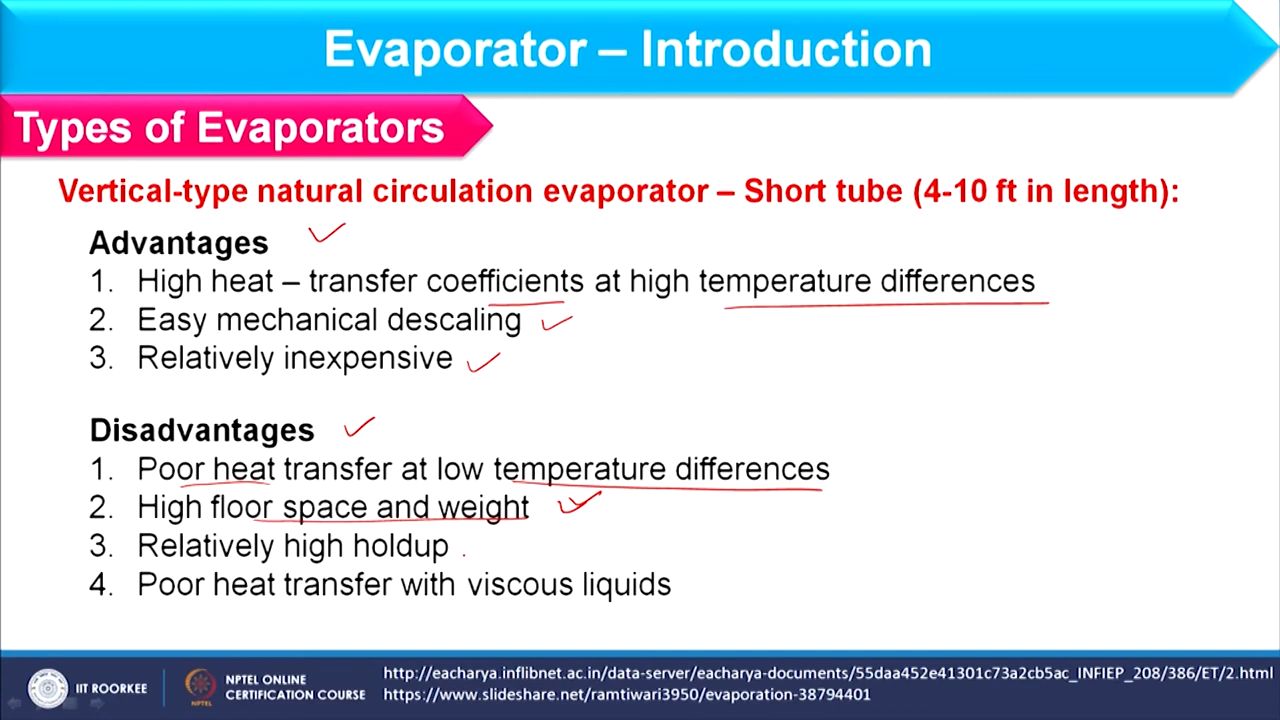 Evaporator – Introduction
Types of Evaporators
Vertical-type natural circulation evaporator – Short tube (4-10 ft in length):
Advantages
1. High heat – transfer coefficients at high temperature differences
2. Easy mechanical descaling
3. Relatively inexpensive
Disadvantages
1. Poor heat transfer at low temperature differences
2. High floor space and weight
3. Relatively high holdup
4. Poor heat transfer with viscous liquids
IIT ROORKEE
NPTEL ONLINE
CERTIFICATION COURSE
NPTEL
http://eacharya.inflibnet.ac.in/data-server/eacharya-documents/55daa452e41301c73a2cb5ac_INFIEP_208/386/ET/2.html
https://www.slideshare.net/ramtiwari3950/evaporation-38794401